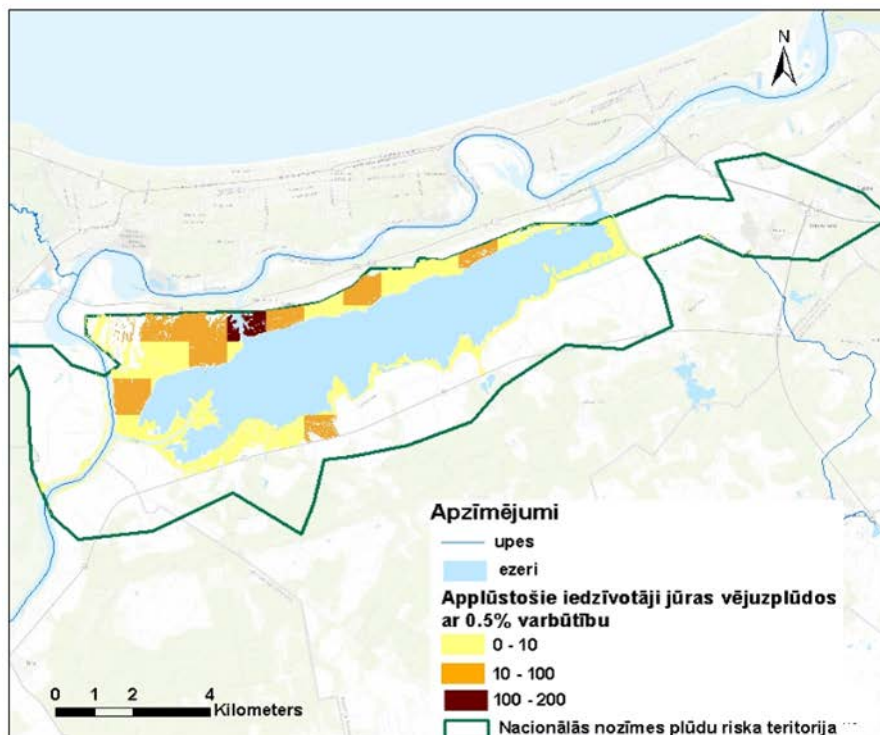 N
Apzīmējumi
upes
ezeri
Applūstošie iedzīvotāji jūras vējuzplūdos
ar 0.5% varbūtību
0 - 10
10 - 100
100 - 200
Nacionālās nozīmes plūdu riska teritorija
0 1 2 4
Kilometers